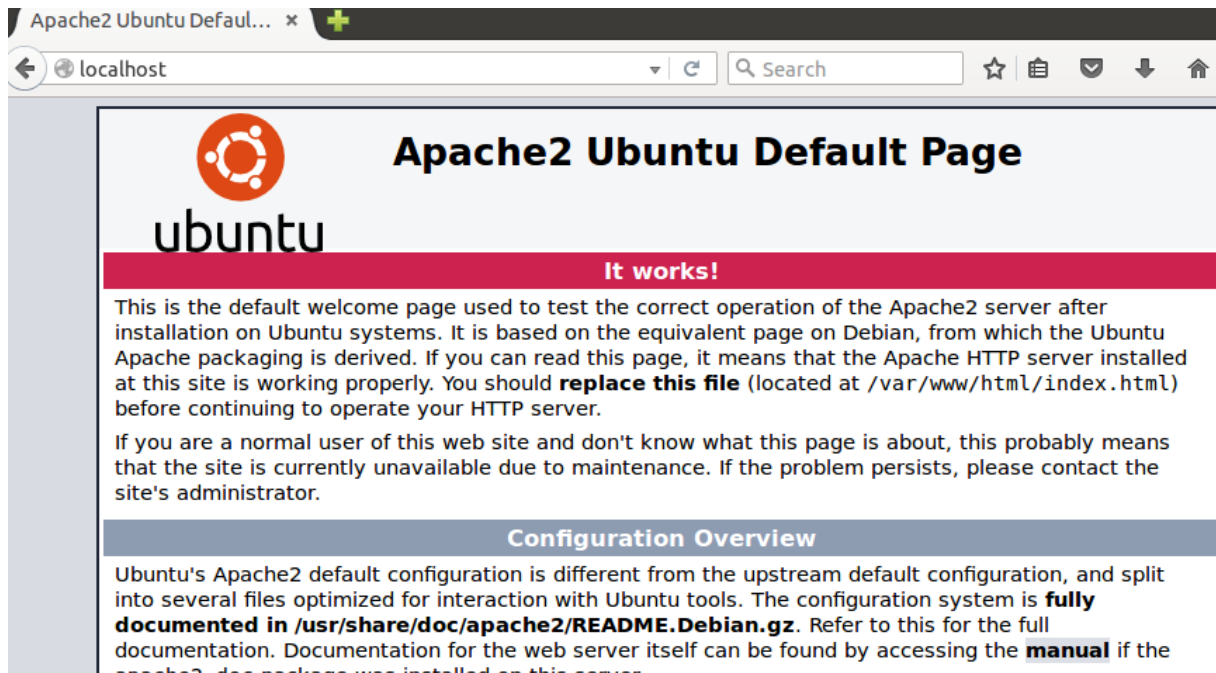 Apache2 Ubuntu Defaul...
localhost
Search
ubuntu
Apache2 Ubuntu Default Page
It works!
This is the default welcome page used to test the correct operation of the Apache2 server after
installation on Ubuntu systems. It is based on the equivalent page on Debian, from which the Ubuntu
Apache packaging is derived. If you can read this page, it means that the Apache HTTP server installed
at this site is working properly. You should replace this file (located at /var/www/html/index.html)
before continuing to operate your HTTP server.
If you are a normal user of this web site and don't know what this page is about, this probably means
that the site is currently unavailable due to maintenance. If the problem persists, please contact the
site's administrator.
Configuration Overview
Ubuntu's Apache2 default configuration is different from the upstream default configuration, and split
into several files optimized for interaction with Ubuntu tools. The configuration system is fully
documented in /usr/share/doc/apache2/README.Debian.gz. Refer to this for the full
documentation. Documentation for the web server itself can be found by accessing the manual if the
apache2-doc package was installed on this server.